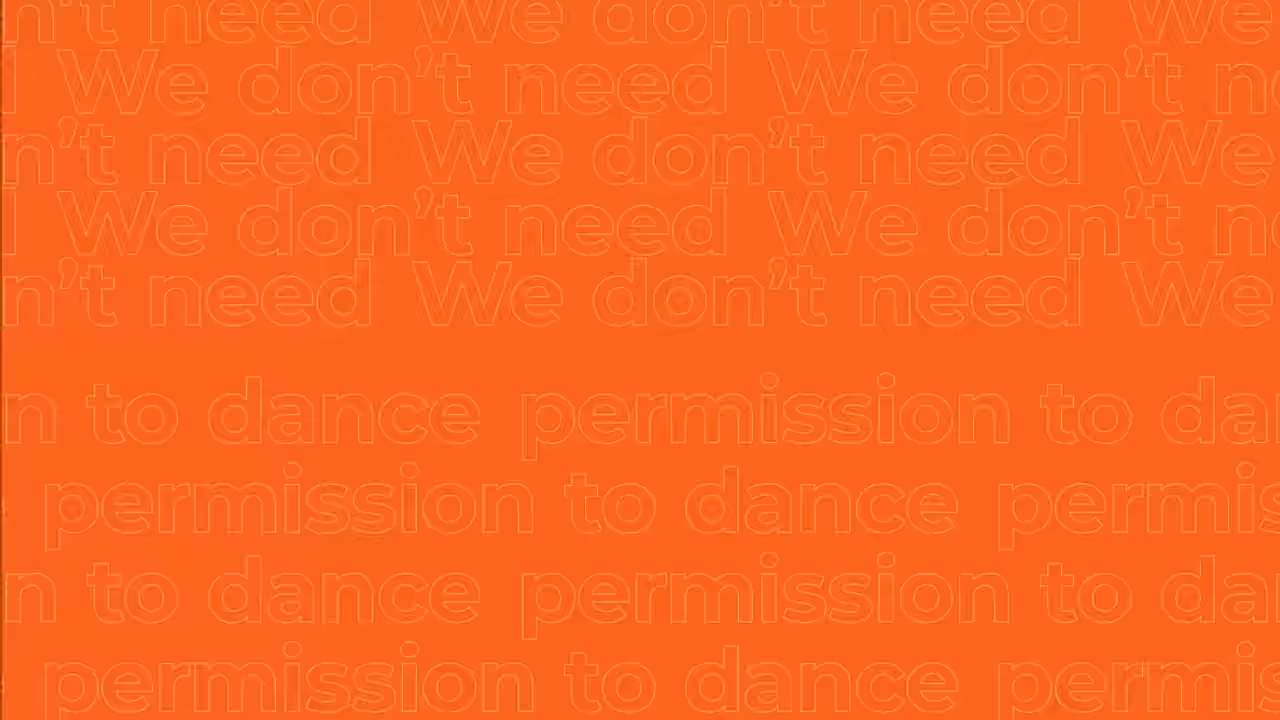 n't need We don't need We
d We don't need We don't ne
n't need We don't need We
d We don't need We don't ne
n't need We don't need We
n to dance permission to da
permission to dance permis
n to dance permission to da
permission to dance permis